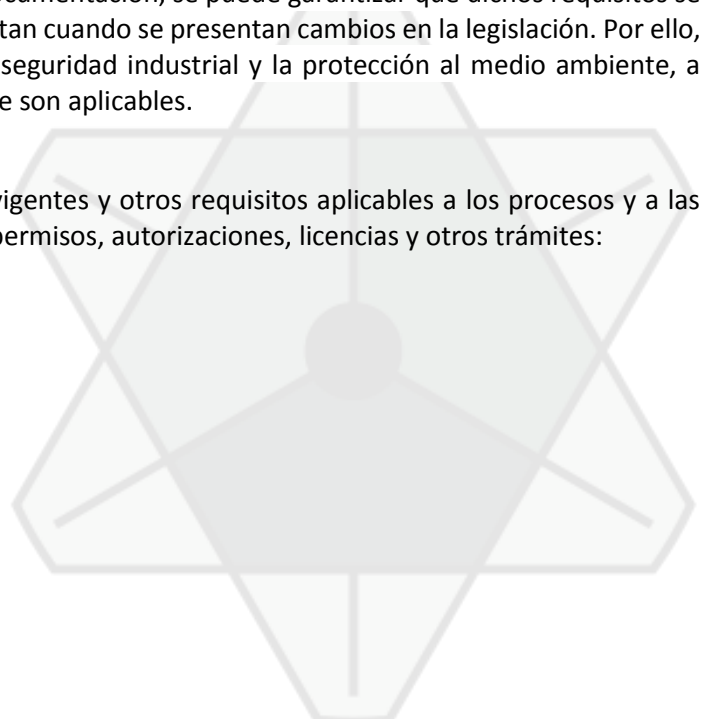 ocumentación, se puede garantizar que dichos requisitos se
tan cuando se presentan cambios en la legislación. Por ello,
seguridad industrial y la protección al medio ambiente, a
e son aplicables.
vigentes y otros requisitos aplicables a los procesos y a las
permisos, autorizaciones, licencias y otros trámites: